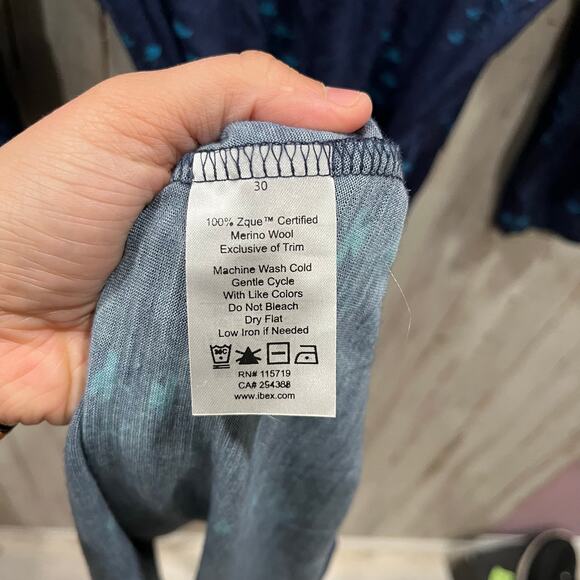 30
100% Zque™ Certified
Merino Wool
Exclusive of Trim
Machine Wash Cold
Gentle Cycle
With Like Colors
Do Not Bleach
Dry Flat
Low Iron if Needed
30C
RN# 115719
CA# 254388
www.ibex.com